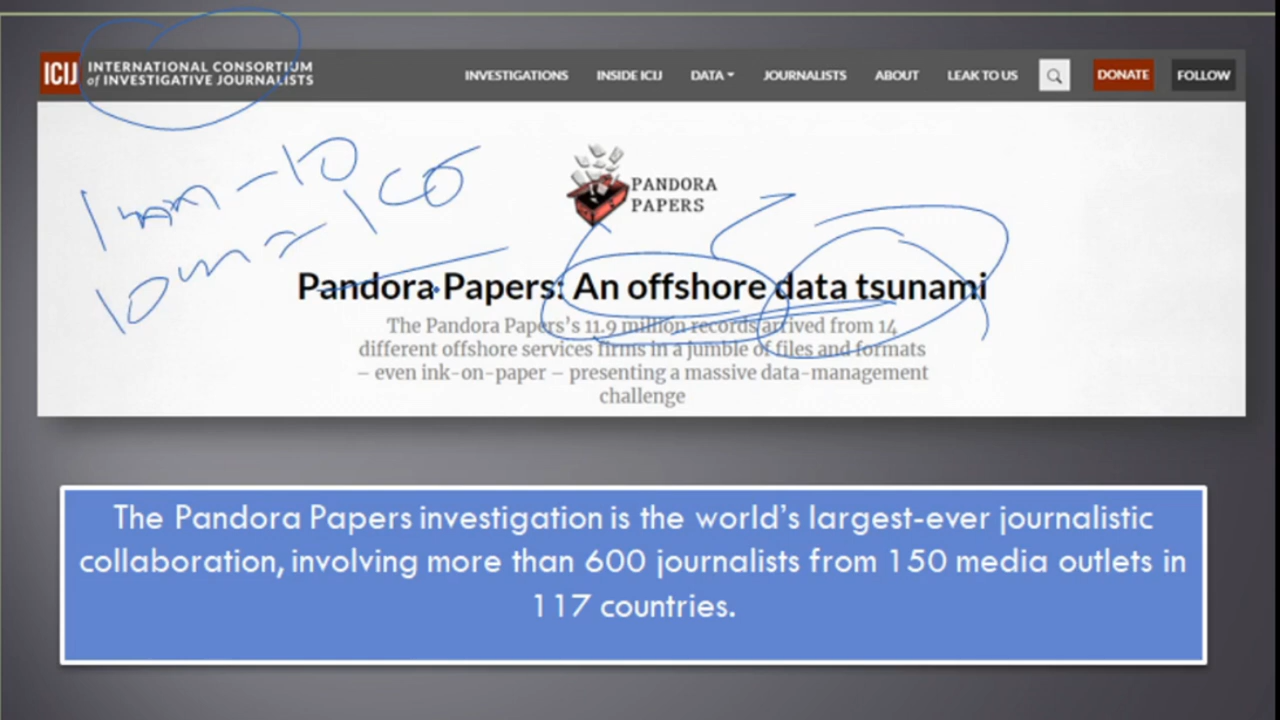 ICIJ INTERNATIONAL CONSORTIUM
of INVESTIGATIVE JOURNALISTS
INVESTIGATIONS INSIDE ICIJ DATA JOURNALISTS ABOUT LEAK TO US DONATE FOLLOW
PANDORA
PAPERS
Pandora Papers: An offshore data tsunami
The Pandora Papers's 11.9 million records arrived from 14
different offshore services firms in a jumble of files and formats
– even ink-on-paper – presenting a massive data-management
challenge
The Pandora Papers investigation is the world's largest-ever journalistic
collaboration, involving more than 600 journalists from 150 media outlets in
117 countries.